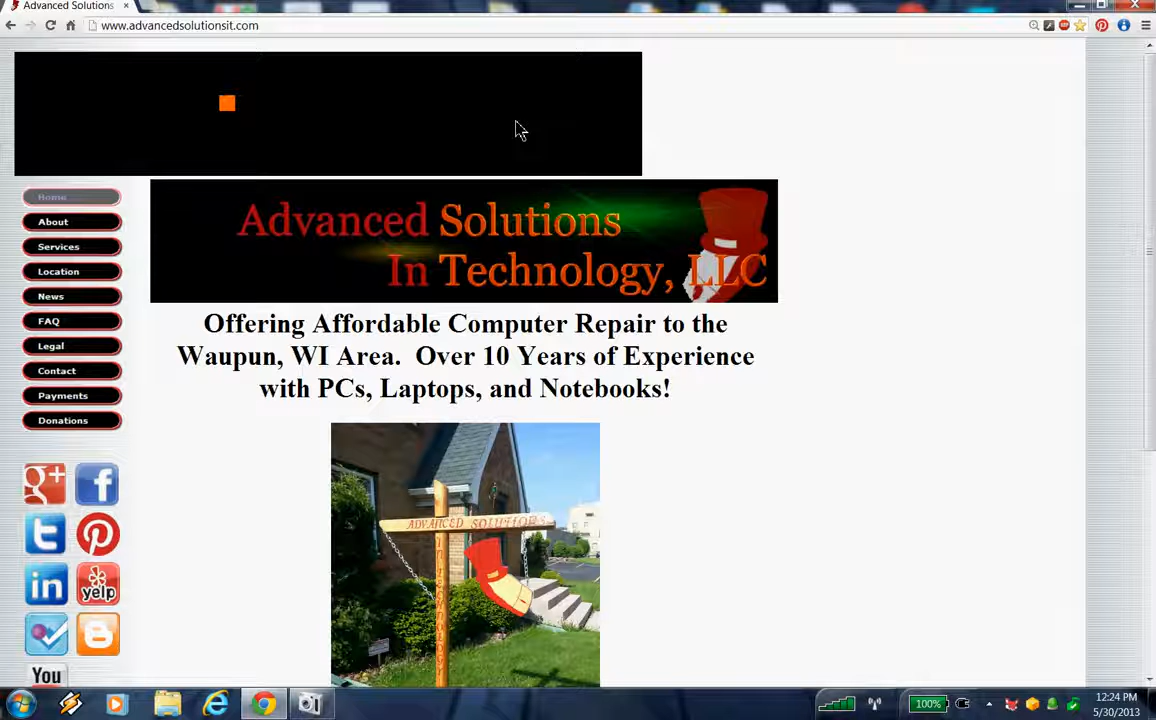 Advanced Solutions
www.advancedsolutionsit.com
Advanced Solutions
In Technology, LLC
Home
About
Services
Location
News
FAQ
Legal
Contact
Payments
Donations
Offering Affordable Computer Repair to the
Waupun, WI Area. Over 10 Years of Experience
with PCs, Laptops, and Notebooks!
ADVANCED SOLUTIONS
g+
f
t
in
yelp
You
100%
12:24 PM
5/30/2013